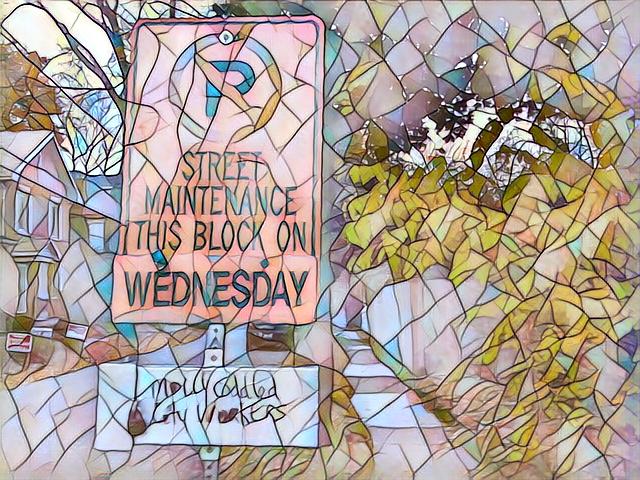 P
STREET
MAINTENANCE
THIS BLOCK ON
WEDNESDAY
mollycoddled
City WORKERS